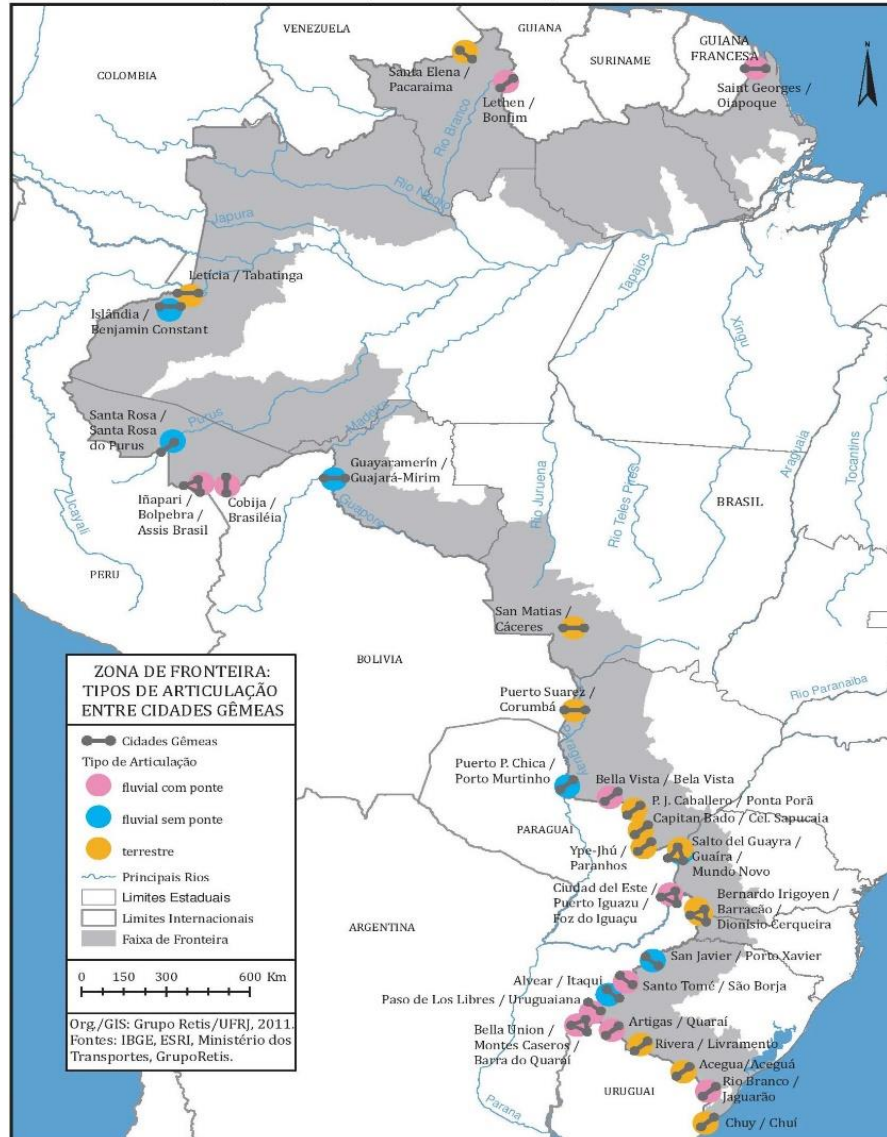 VENEZUELA
GUIANA
SURINAME
GUIANA
FRANCESA
COLOMBIA
N
Santa Elena /
Pacaraima
Lethen /
Bonfim
Saint Georges /
Oiapoque
Rio Branco
Rio Negro
Japura
Letícia / Tabatinga
Islândia /
Benjamin Constant
Tapajos
Xingu
Santa Rosa /
Santa Rosa
do Purus
Purus
Madeira
Araguaia
Tocantins
Guayaramerín /
Guajará-Mirim
Iñapari /
Bolpebra /
Assis Brasil
Cobija /
Brasiléia
Guapore
Rio Juruena
Rio Teles Pires
BRASIL
Ucayali
PERU
San Matias /
Cáceres
BOLIVIA
Rio Paranaiba
Puerto Suarez /
Corumbá
Paraguay
Puerto P. Chica /
Porto Murtinho
Bella Vista / Bela Vista
P. J. Caballero / Ponta Porã
Capitan Bado / Cel. Sapucaia
PARAGUAI
Ype-Jhú /
Paranhos
Salto del Guayra /
Guaíra /
Mundo Novo
Ciudad del Este /
Puerto Iguazu /
Foz do Iguaçu
Bernardo Irigoyen /
Barracão /
Dionísio Cerqueira
ARGENTINA
San Javier / Porto Xavier
Alvear / Itaqui
Santo Tomé / São Borja
Paso de Los Libres / Uruguaiana
Artigas / Quaraí
Bella Union /
Montes Caseros /
Barra do Quaraí
Rivera / Livramento
Acegua/Aceguá
Rio Branco /
Jaguarão
URUGUAI
Parana
Chuy / Chuí
ZONA DE FRONTEIRA:
TIPOS DE ARTICULAÇÃO
ENTRE CIDADES GÊMEAS
Cidades Gêmeas
Tipo de Articulação
fluvial com ponte
fluvial sem ponte
terrestre
Principais Rios
Limites Estaduais
Limites Internacionais
Faixa de Fronteira
0 150 300 600 Km
Org./GIS: Grupo Retis/UFRJ, 2011.
Fontes: IBGE, ESRI, Ministério dos
Transportes, GrupoRetis.